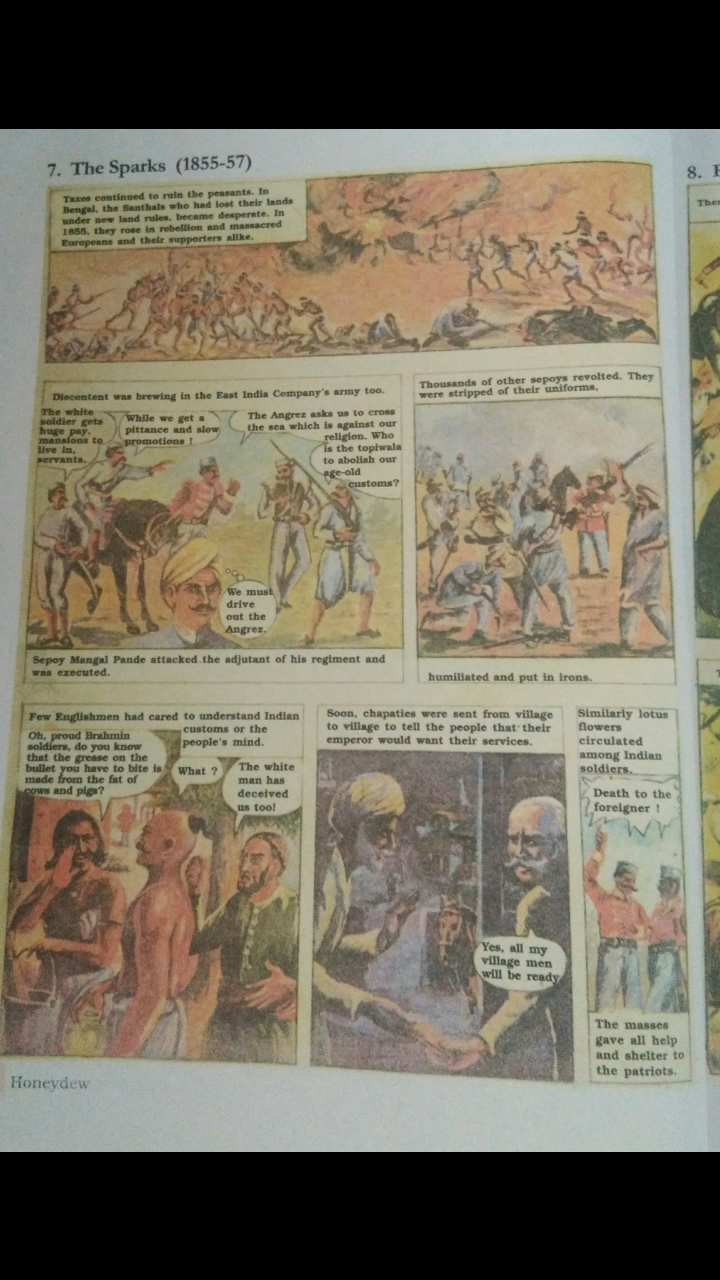 7. The Sparks (1855-57)
Taxes continued to ruin the peasants. In
Bengal, the Santhals who had lost their lands
under new land rules, became desperate. In
1855, they rose in rebellion and massacred
Europeans and their supporters alike.
Discontent was brewing in the East India Company's army too.
The white
soldier gets
huge pay,
mansions to
live in,
servants.
While we get a
pittance and slow
promotions !
The Angrez asks us to cross
the sea which is against our
religion. Who
is the topiwala
to abolish our
age-old
customs?
We must
drive
out the
Angrez.
Sepoy Mangal Pande attacked the adjutant of his regiment and
was executed.
Thousands of other sepoys revolted. They
were stripped of their uniforms,
humiliated and put in irons.
Few Englishmen had cared to understand Indian
customs or the
people's mind.
Oh, proud Brahmin
soldiers, do you know
that the grease on the
bullet you have to bite is
made from the fat of
cows and pigs?
What ?
The white
man has
deceived
us too!
Soon, chapaties were sent from village
to village to tell the people that their
emperor would want their services.
Yes, all my
village men
will be ready
Similarly lotus
flowers
circulated
among Indian
soldiers.
Death to the
foreigner !
The masses
gave all help
and shelter to
the patriots.
Honeydew
8.